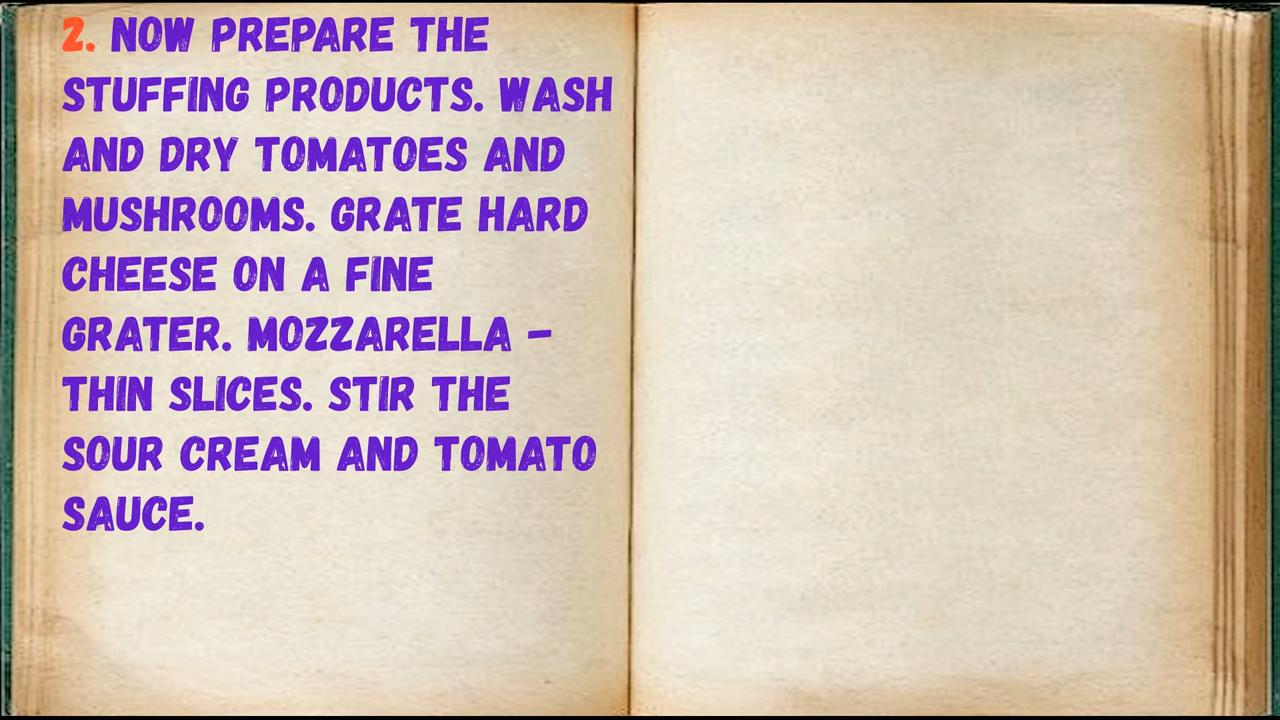 2. NOW PREPARE THE
STUFFING PRODUCTS. WASH
AND DRY TOMATOES AND
MUSHROOMS. GRATE HARD
CHEESE ON A FINE
GRATER. MOZZARELLA –
THIN SLICES. STIR THE
SOUR CREAM AND TOMATO
SAUCE.